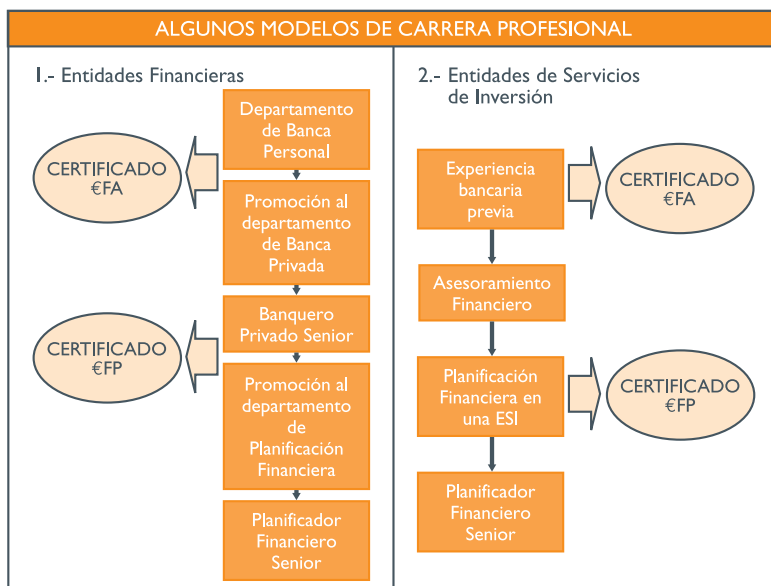 ALGUNOS MODELOS DE CARRERA PROFESIONAL
1.- Entidades Financieras
Departamento
de Banca
Personal
CERTIFICADO
€FA
Promoción al
departamento
de Banca
Privada
Banquero
Privado Senior
CERTIFICADO
€FP
Promoción al
departamento
de
Planificación
Financiera
Planificador
Financiero
Senior
2.- Entidades de Servicios
de Inversión
Experiencia
bancaria
previa
CERTIFICADO
€FA
Asesoramiento
Financiero
Planificación
Financiera en
una ESI
CERTIFICADO
€FP
Planificador
Financiero
Senior